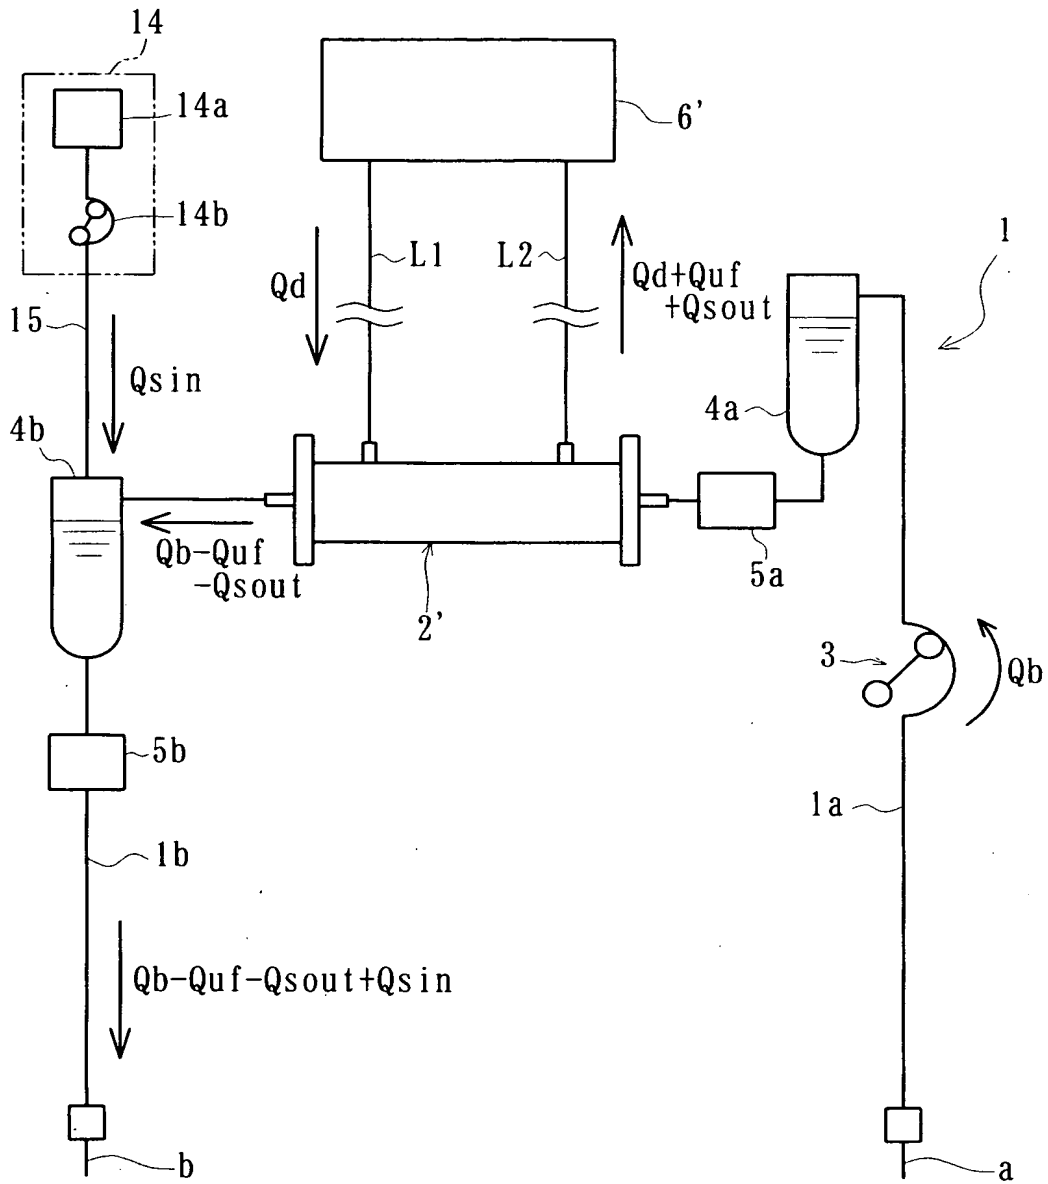 14
14a
6'
14b
1
L1
L2
Qd
Qd+Quf
+Qsout
15
Qsin
4a
4b
Qb-Quf
-Qsout
5a
2'
3
Qb
5b
1a
1b
Qb-Quf-Qsout+Qsin
b
a